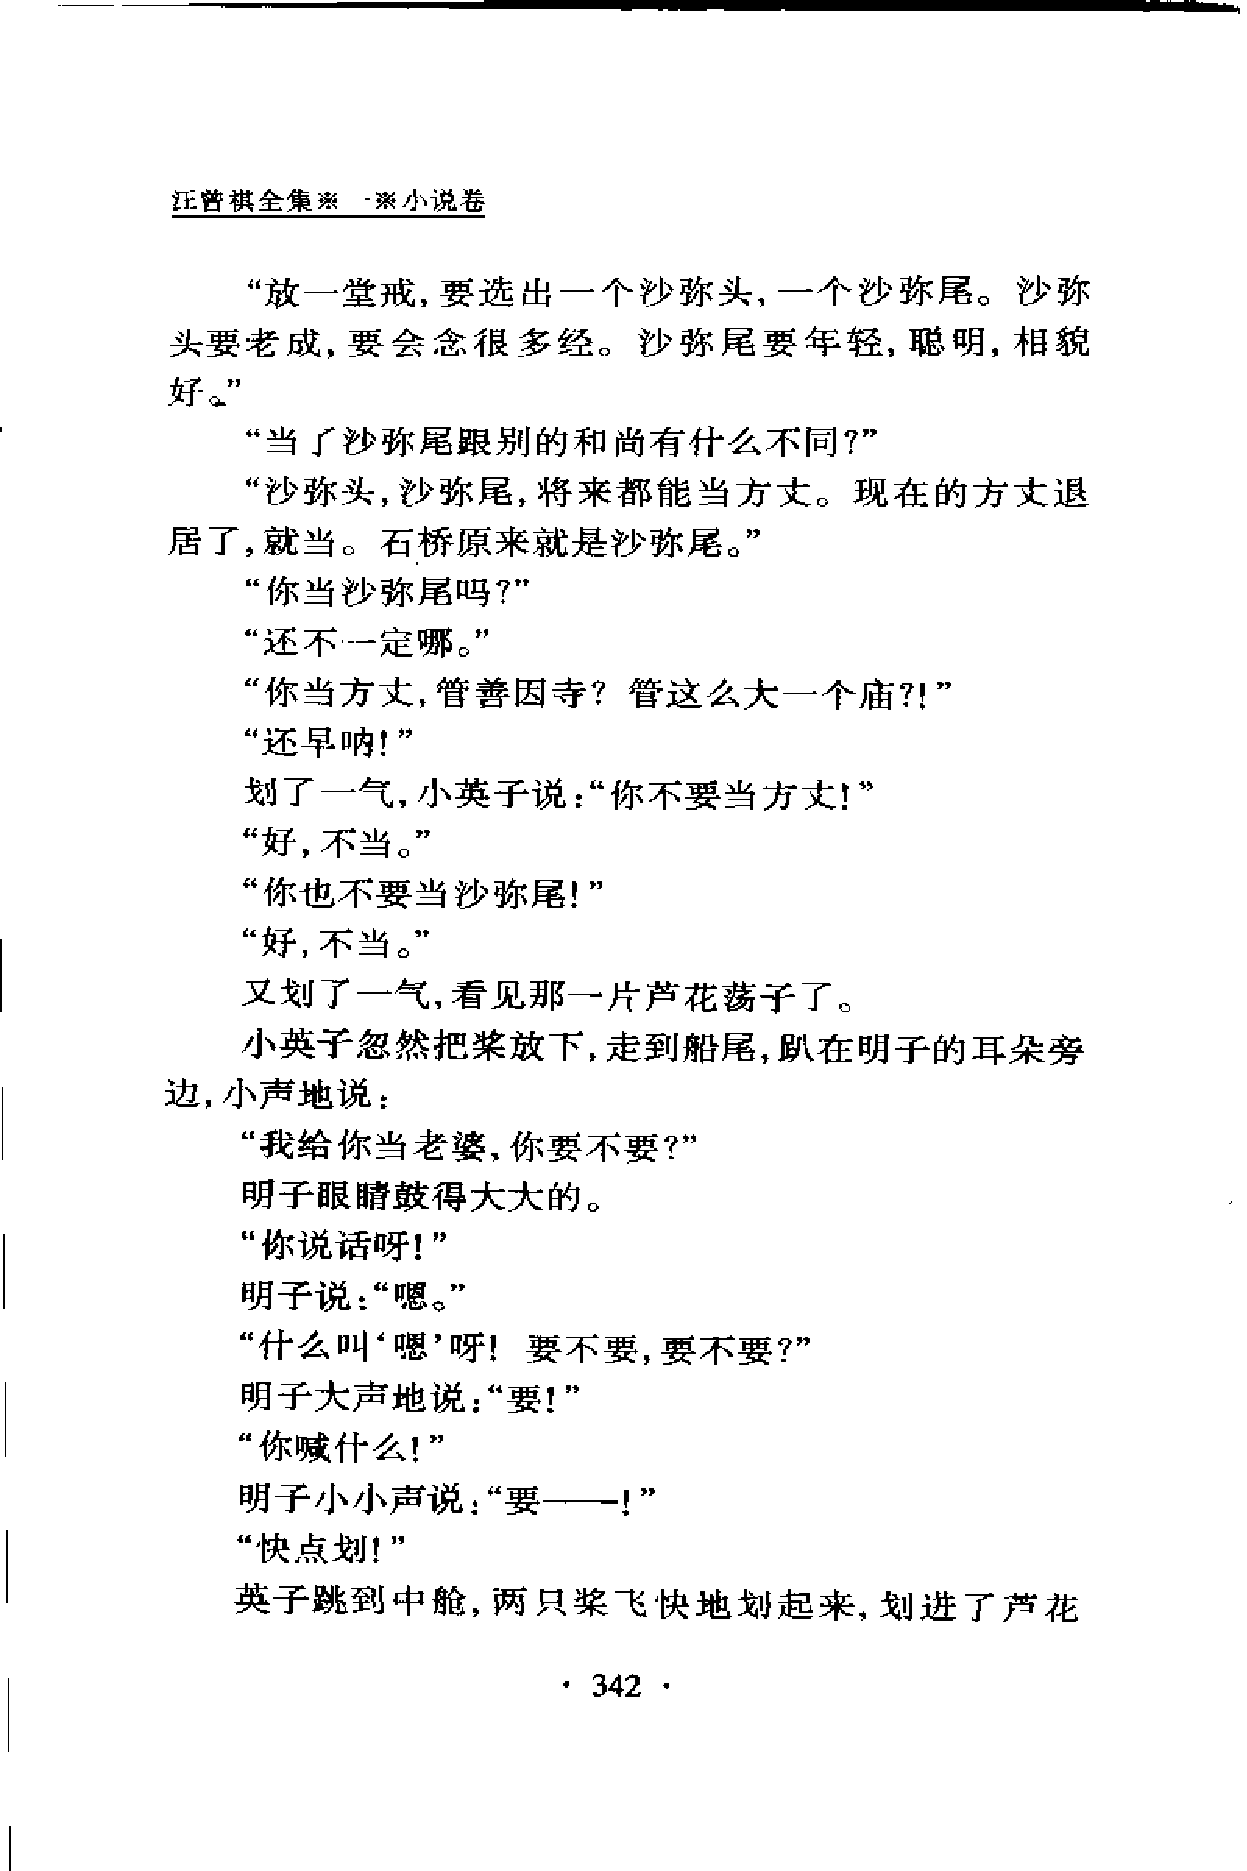 汪曾祺全集※一※小说卷
“放一堂戒,要选出一个沙弥头,一个沙弥尾。沙弥
头要老成,要会念很多经。沙弥尾要年轻,聪明,相貌
好。”
“当了沙弥尾跟别的和尚有什么不同?”
“沙弥头,沙弥尾,将来都能当方丈。现在的方丈退
居了,就当。石桥原来就是沙弥尾。”
“你当沙弥尾吗?”
“还不一定哪。”
“你当方丈,管善因寺?管这么大一个庙?!”
“还早呐!”
划了一气,小英子说:“你不要当方丈!”
“好,不当。”
“你也不要当沙弥尾!”
“好,不当。”
又划了一气,看见那一片芦花荡子了。
小英子忽然把桨放下,走到船尾,趴在明子的耳朵旁
边,小声地说:
“我给你当老婆,你要不要?”
明子眼睛鼓得大大的。
“你说话呀!”
明子说:“嗯。”
“什么叫‘嗯’呀!要不要,要不要?”
明子大声地说:“要!”
“你喊什么!”
明子小小声说:“要——!”
“快点划!”
英子跳到中舱,两只桨飞快地划起来,划进了芦花
· 342 ·